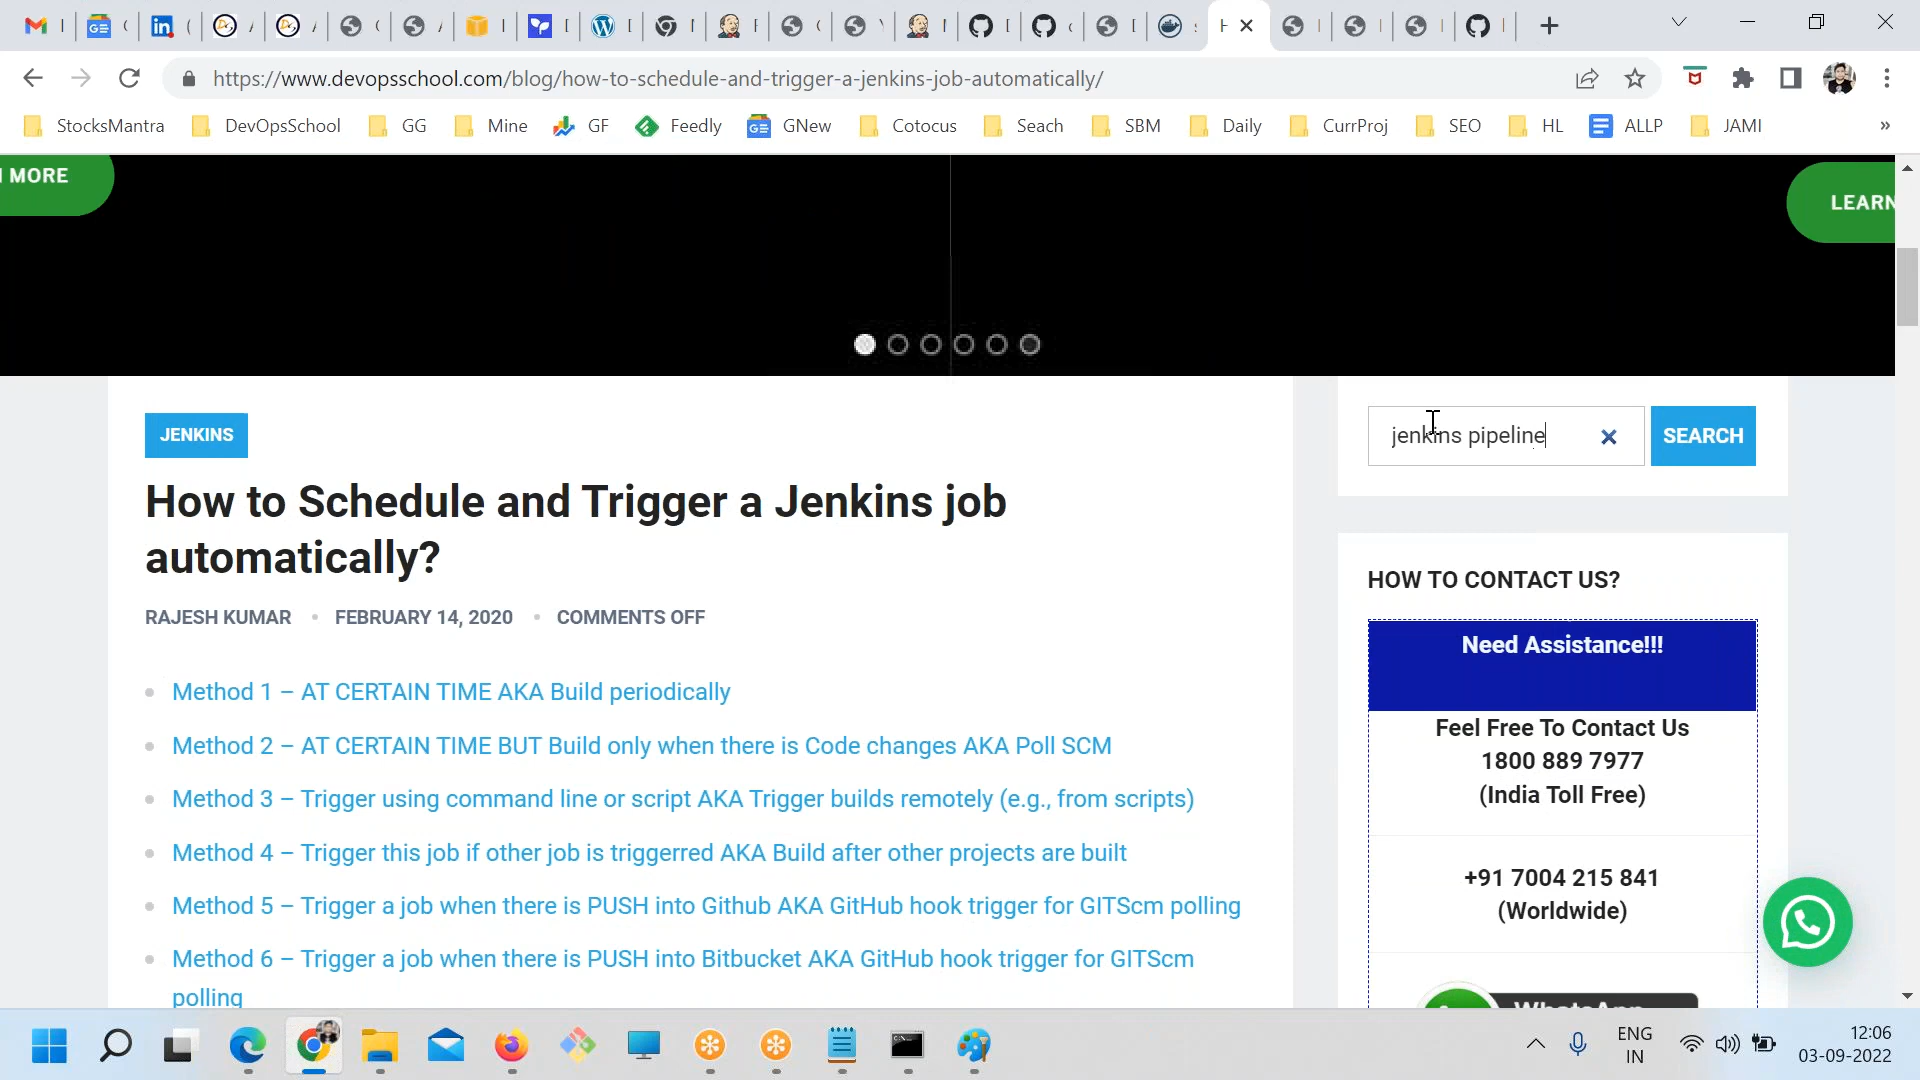 https://www.devopsschool.com/blog/how-to-schedule-and-trigger-a-jenkins-job-automatically/
StocksMantra DevOpsSchool GG Mine GF Feedly GNew Cotocus Seach SBM Daily CurrProj SEO HL ALLP JAMI »
MORE
LEARN
JENKINS
jenkins pipeline
SEARCH
How to Schedule and Trigger a Jenkins job
automatically?
RAJESH KUMAR • FEBRUARY 14, 2020 • COMMENTS OFF
Method 1 – AT CERTAIN TIME AKA Build periodically
Method 2 – AT CERTAIN TIME BUT Build only when there is Code changes AKA Poll SCM
Method 3 – Trigger using command line or script AKA Trigger builds remotely (e.g., from scripts)
Method 4 – Trigger this job if other job is triggerred AKA Build after other projects are built
Method 5 – Trigger a job when there is PUSH into Github AKA GitHub hook trigger for GITScm polling
Method 6 – Trigger a job when there is PUSH into Bitbucket AKA GitHub hook trigger for GITScm
polling
HOW TO CONTACT US?
Need Assistance!!!
Feel Free To Contact Us
1800 889 7977
(India Toll Free)
+91 7004 215 841
(Worldwide)
WhatsApp
ENG
IN
12:06
03-09-2022